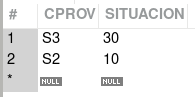 # CPROV SITUACION
1 S3 30
2 S2 10
* NULL NULL